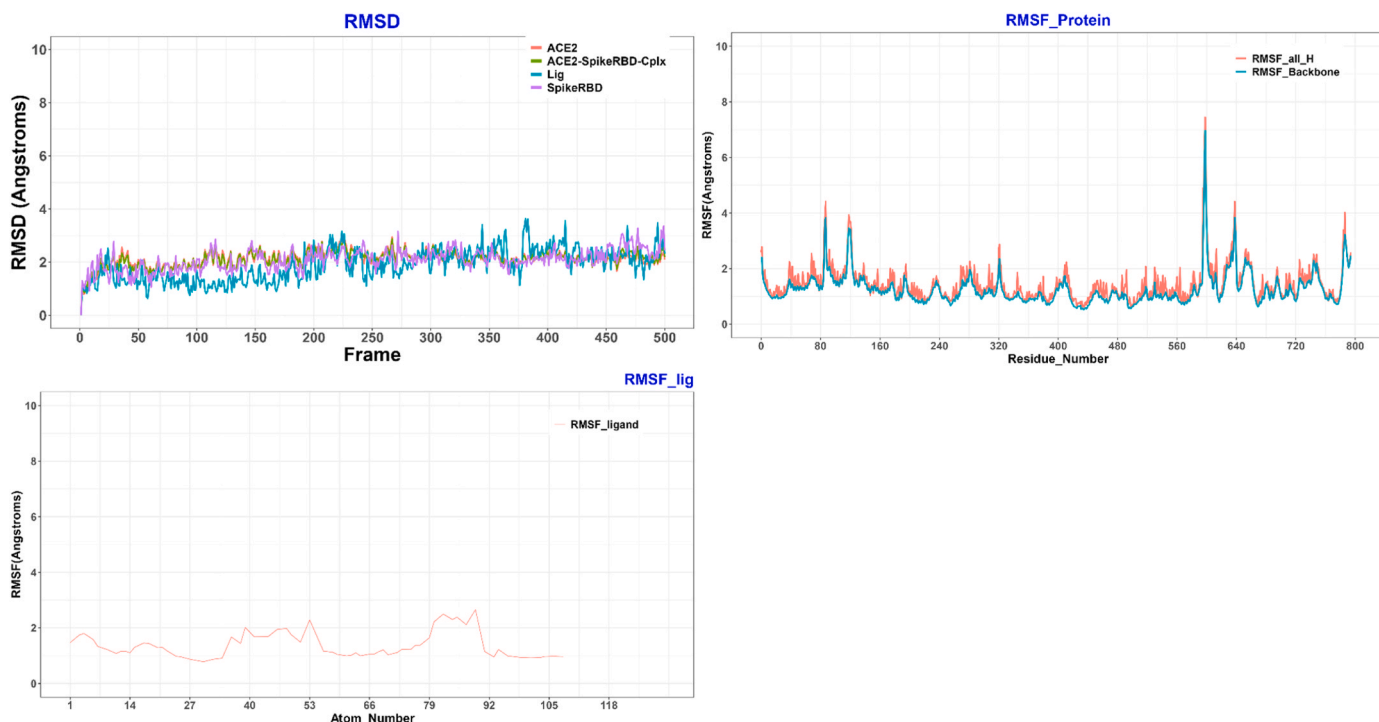 RMSD
10
8
6
4
2
0
RMSD (Angstroms)
ACE2
ACE2-SpikeRBD-Cplx
Lig
SpikeRBD
0 50 100 150 200 250 300 350 400 450 500
Frame
RMSF_Protein
10
8
6
4
2
0
RMSF(Angstroms)
RMSF_all_H
RMSF_Backbone
0 80 160 240 320 400 480 560 640 720 800
Residue_Number
RMSF_lig
10
8
6
4
2
0
RMSF(Angstroms)
RMSF_ligand
1 14 27 40 53 66 79 92 105 118
Atom_Number